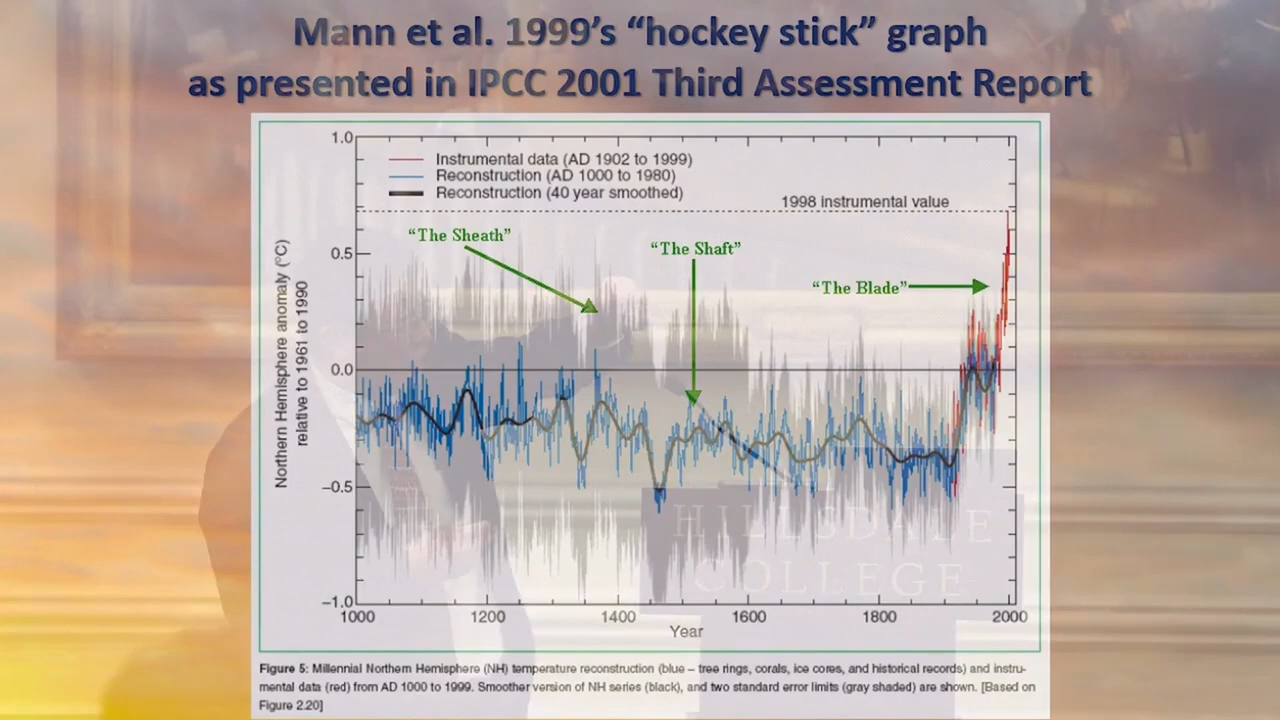 Mann et al. 1999's “hockey stick” graph
as presented in IPCC 2001 Third Assessment Report
1.0
Instrumental data (AD 1902 to 1999)
Reconstruction (AD 1000 to 1980)
Reconstruction (40 year smoothed)
1998 instrumental value
“The Sheath”
“The Shaft”
0.5
“The Blade”
Northern Hemisphere anomaly (°C)
relative to 1961 to 1990
0.0
−0.5
HILLSDALE
COLLEGE
−1.0
1000 1200 1400 1600 1800 2000
Year
Figure 5: Millennial Northern Hemisphere (NH) temperature reconstruction (blue – tree rings, corals, ice cores, and historical records) and instru-
mental data (red) from AD 1000 to 1999. Smoother version of NH series (black), and two standard error limits (gray shaded) are shown. [Based on
Figure 2.20]